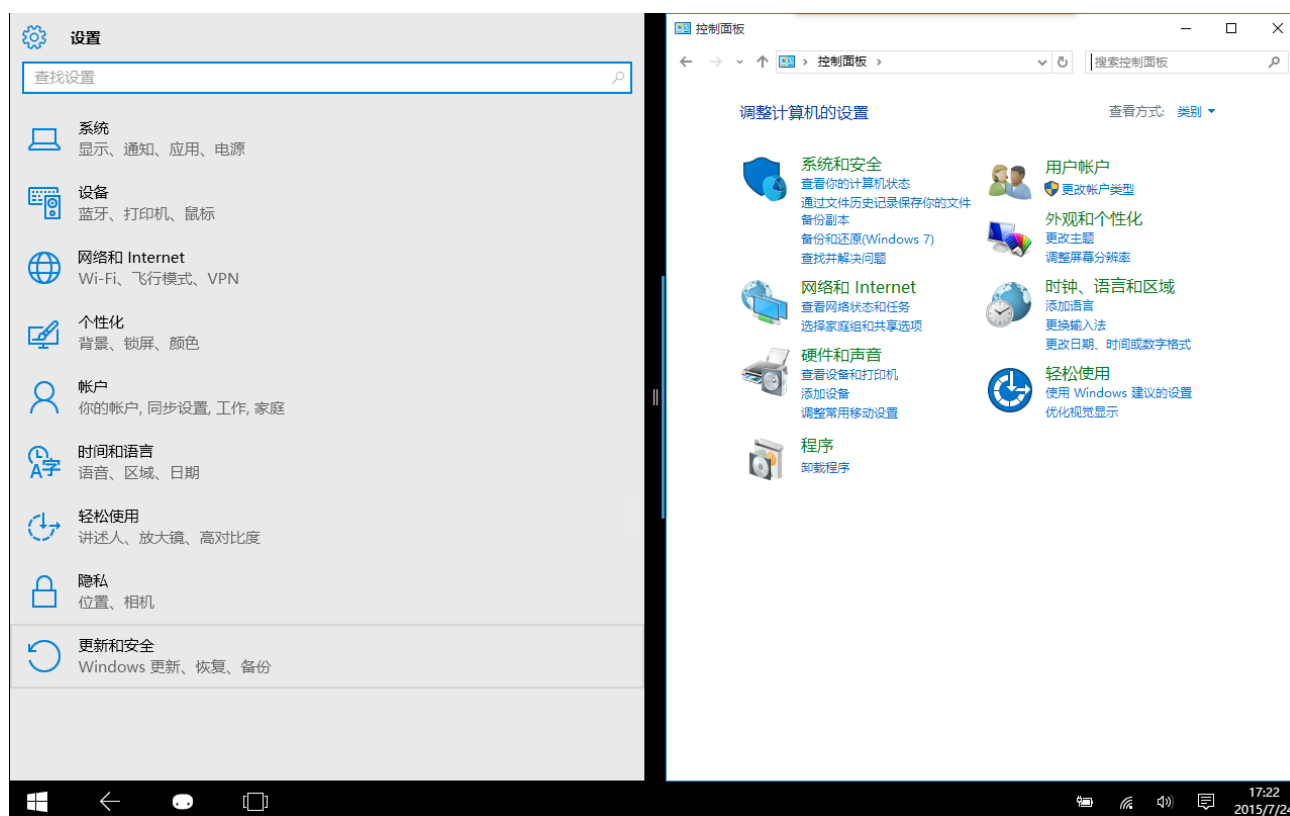 设置
查找设置
系统
显示、通知、应用、电源
设备
蓝牙、打印机、鼠标
网络和 Internet
Wi-Fi、飞行模式、VPN
个性化
背景、锁屏、颜色
帐户
你的帐户, 同步设置, 工作, 家庭
时间和语言
语音、区域、日期
轻松使用
讲述人、放大镜、高对比度
隐私
位置、相机
更新和安全
Windows 更新、恢复、备份
控制面板
控制面板
搜索控制面板
调整计算机的设置
查看方式: 类别
系统和安全
查看你的计算机状态
通过文件历史记录保存你的文件
备份副本
备份和还原(Windows 7)
查找并解决问题
网络和 Internet
查看网络状态和任务
选择家庭组和共享选项
硬件和声音
查看设备和打印机
添加设备
调整常用移动设置
程序
卸载程序
用户帐户
更改帐户类型
外观和个性化
更改主题
调整屏幕分辨率
时钟、语言和区域
添加语言
更换输入法
更改日期、时间或数字格式
轻松使用
使用 Windows 建议的设置
优化视觉显示
17:22
2015/7/24